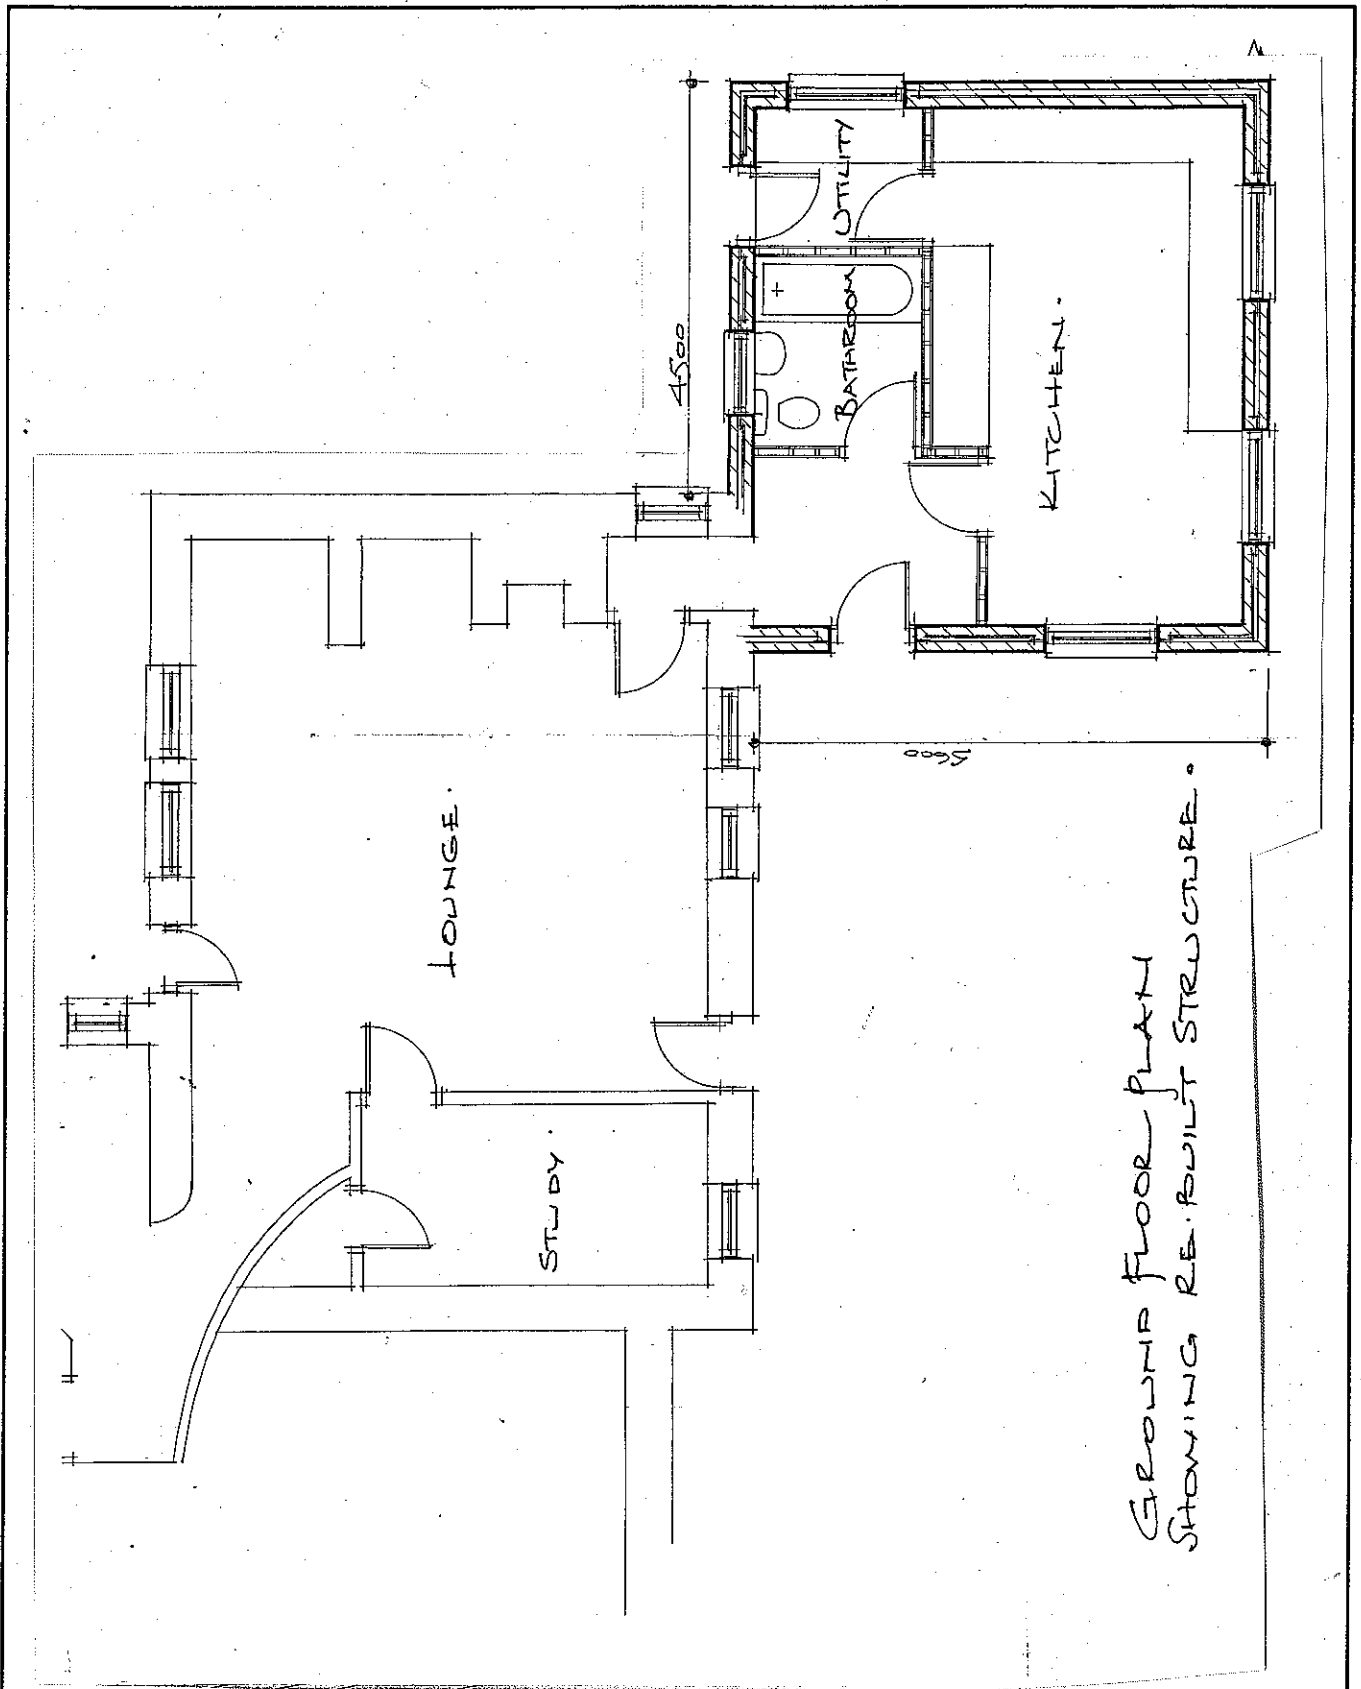 UTILITY
BATHROOM
KITCHEN.
4500
5600
LOUNGE.
STUDY.
GROUND FLOOR PLAN
SHOWING RE.BUILT STRUCTURE.